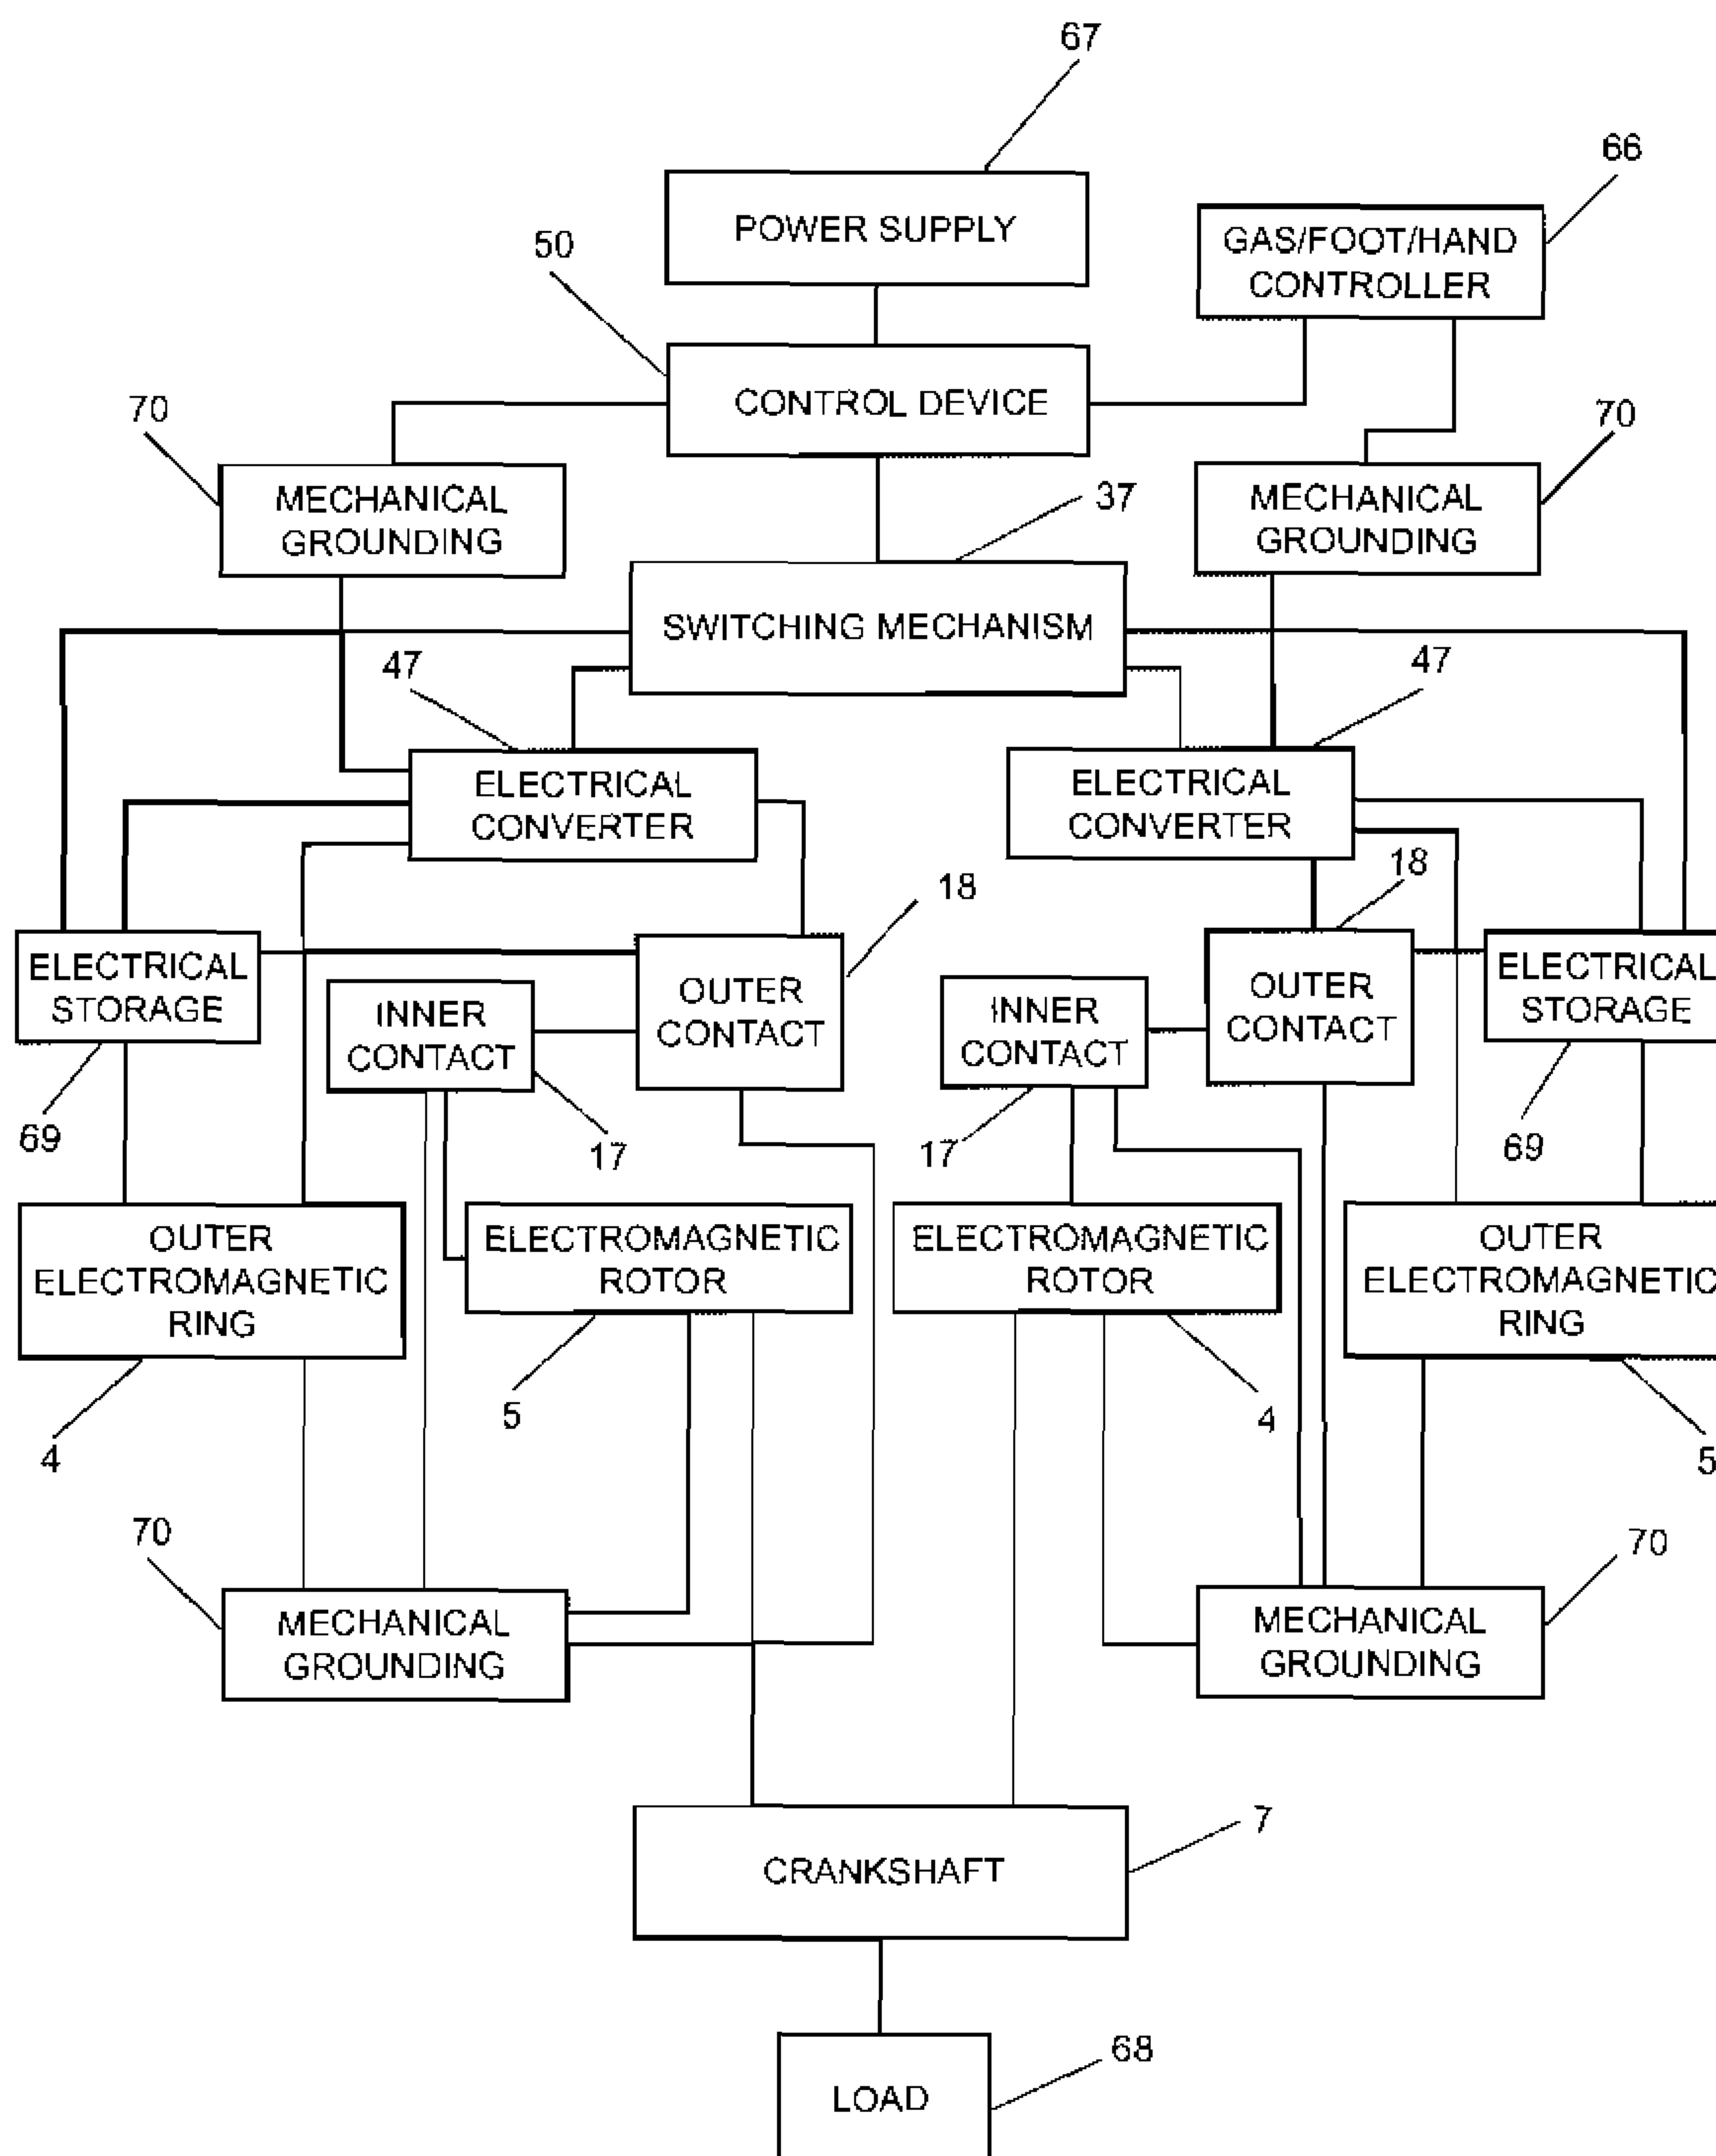 67
66
POWER SUPPLY
GAS/FOOT/HAND
CONTROLLER
50
CONTROL DEVICE
70
70
MECHANICAL
GROUNDING
37
MECHANICAL
GROUNDING
SWITCHING MECHANISM
47
47
ELECTRICAL
CONVERTER
ELECTRICAL
CONVERTER
18
18
ELECTRICAL
STORAGE
INNER
CONTACT
OUTER
CONTACT
INNER
CONTACT
OUTER
CONTACT
ELECTRICAL
STORAGE
69
17
17
69
OUTER
ELECTROMAGNETIC
RING
ELECTROMAGNETIC
ROTOR
ELECTROMAGNETIC
ROTOR
OUTER
ELECTROMAGNETIC
RING
4
5
4
5
70
70
MECHANICAL
GROUNDING
MECHANICAL
GROUNDING
7
CRANKSHAFT
68
LOAD